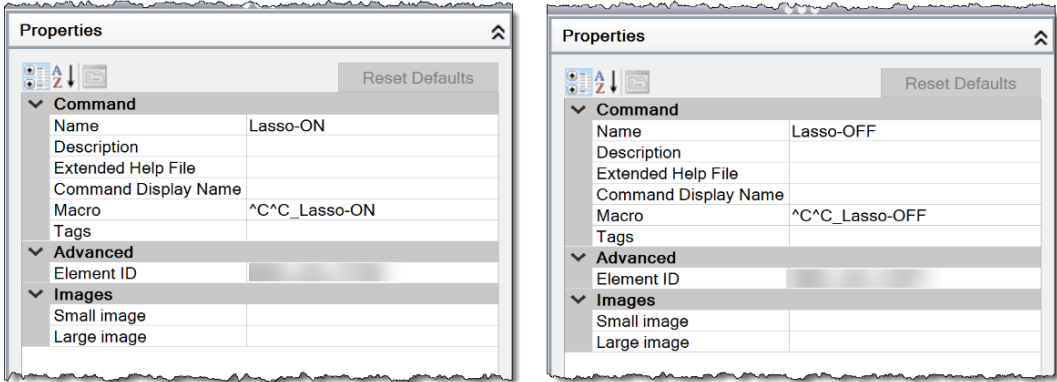 Properties
Reset Defaults
Command
Name Lasso-ON
Description
Extended Help File
Command Display Name
Macro ^C^C_Lasso-ON
Tags
Advanced
Element ID
Images
Small image
Large image
Properties
Reset Defaults
Command
Name Lasso-OFF
Description
Extended Help File
Command Display Name
Macro ^C^C_Lasso-OFF
Tags
Advanced
Element ID
Images
Small image
Large image